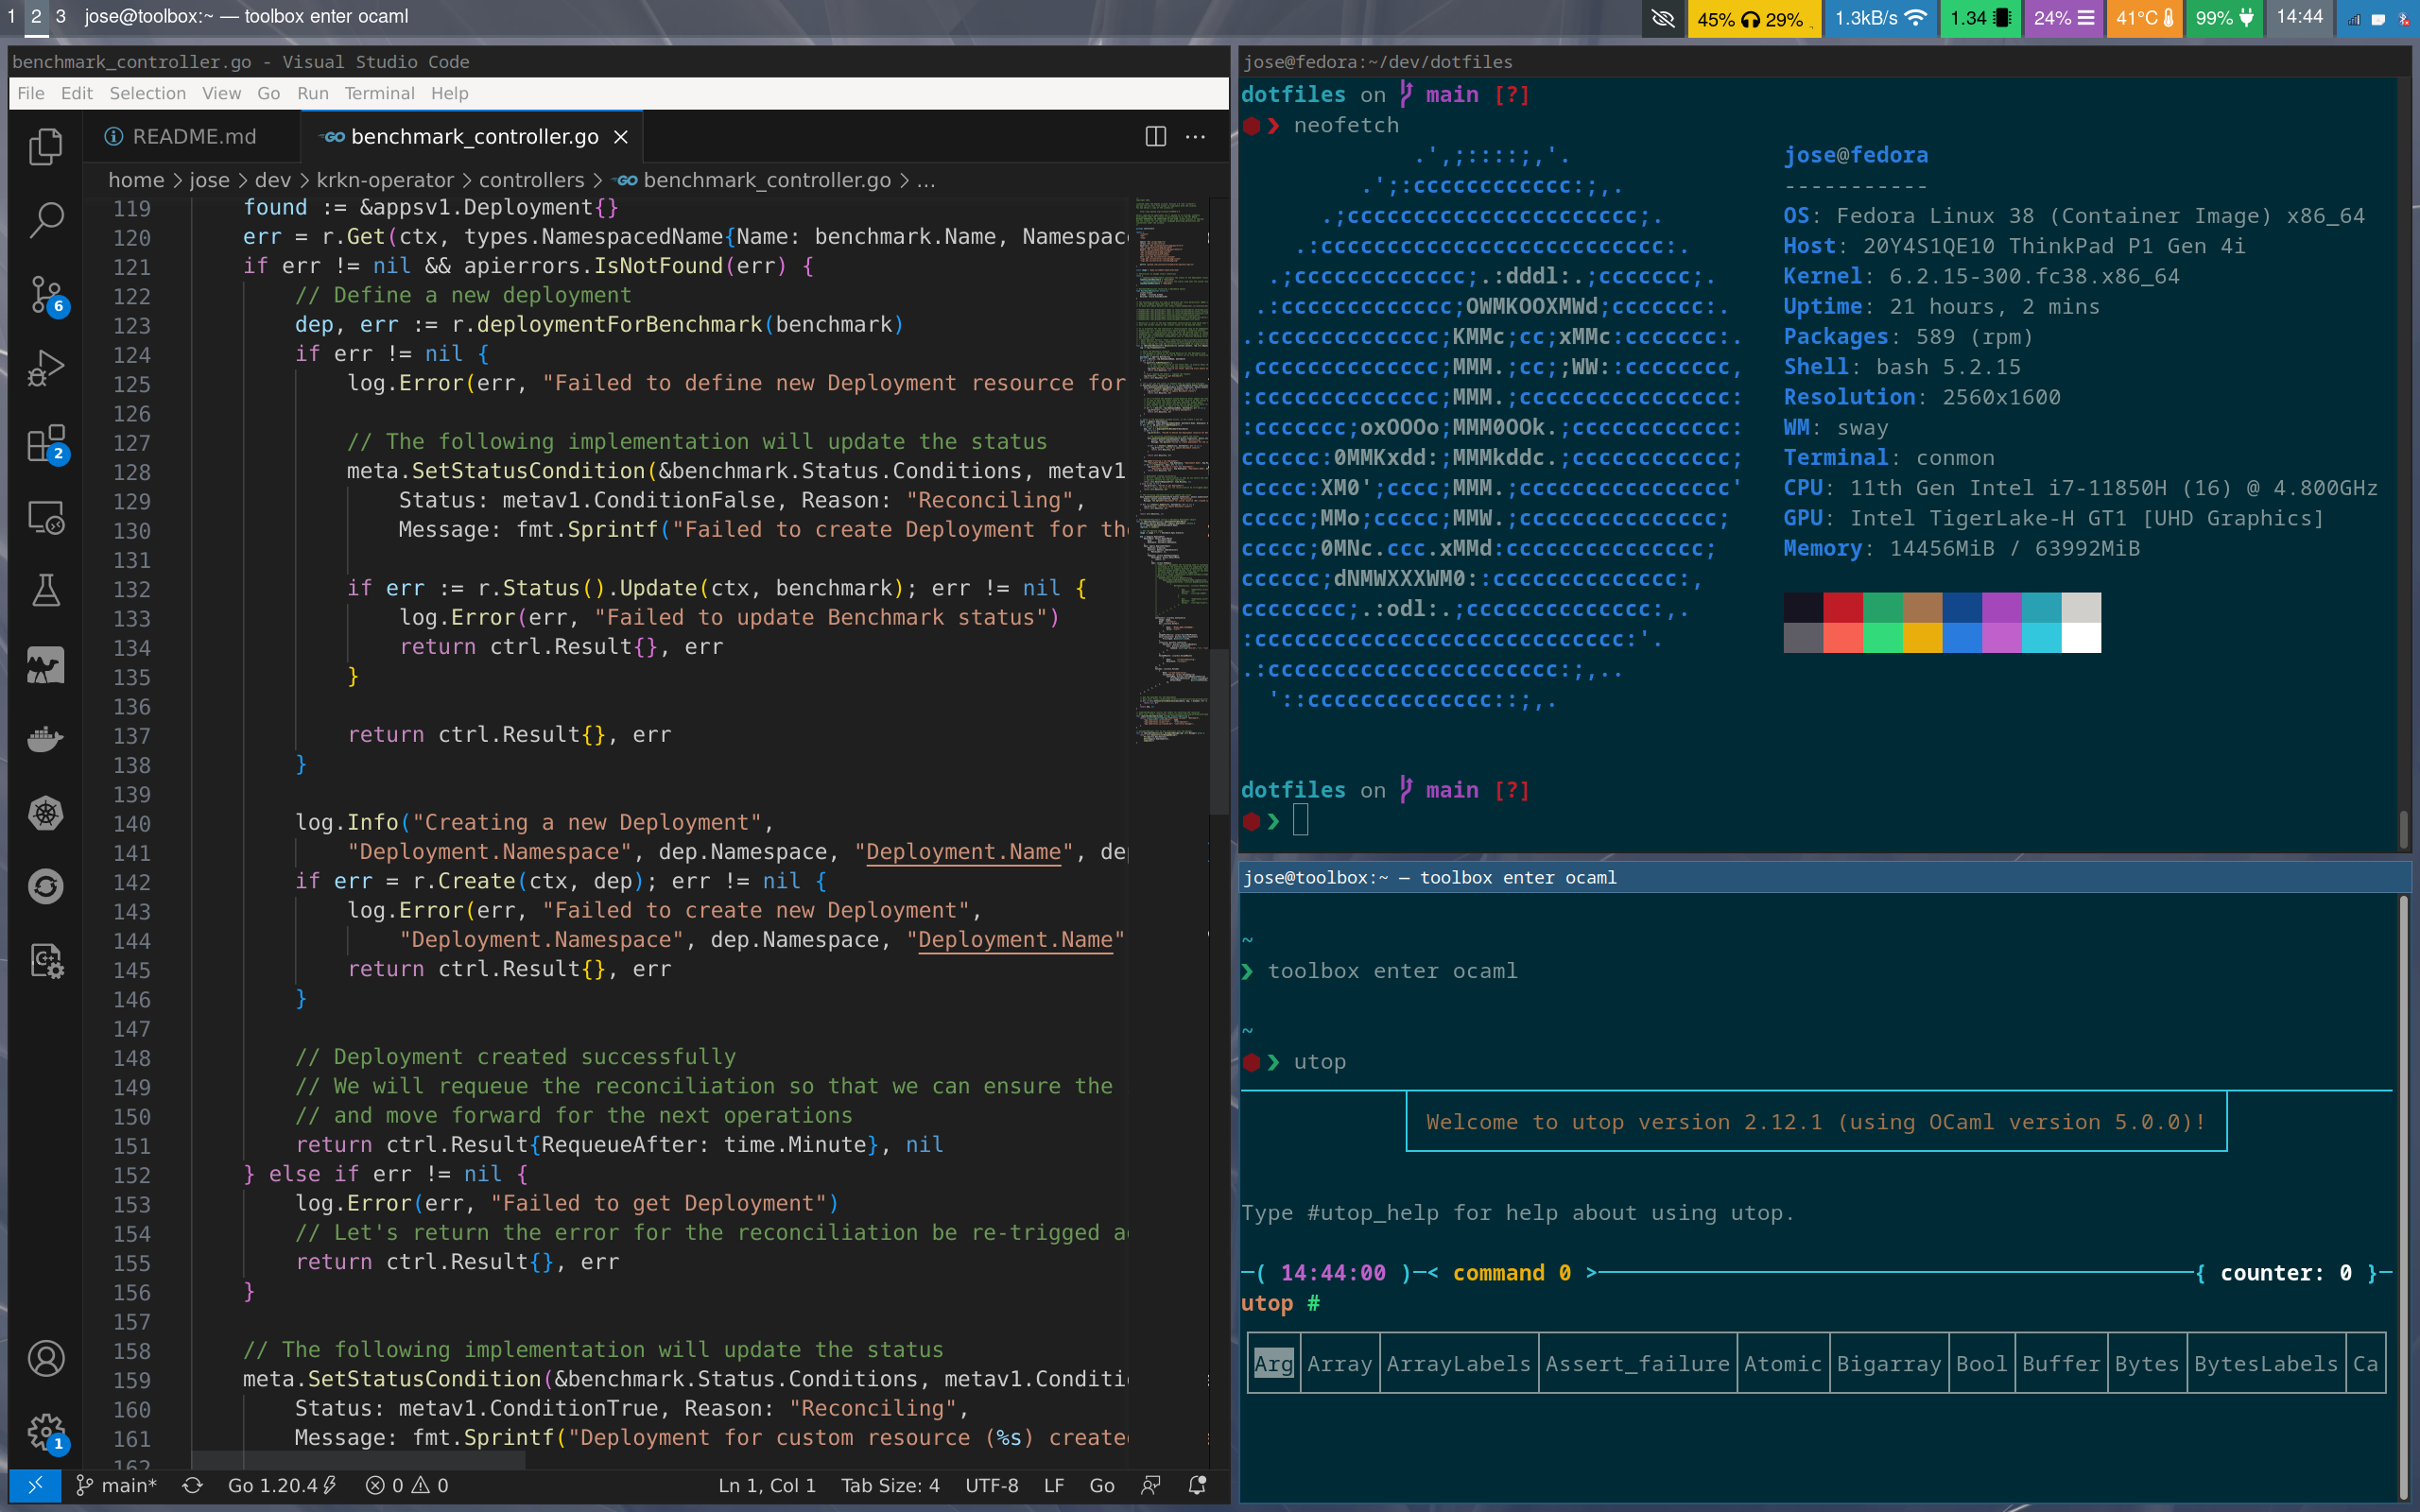 1 2 3 jose@toolbox:~ — toolbox enter ocaml
45% 29% 1.3kB/s 1.34 24% 41°C 99% 14:44
benchmark_controller.go - Visual Studio Code
File Edit Selection View Go Run Terminal Help
README.md benchmark_controller.go
home > jose > dev > krkn-operator > controllers > benchmark_controller.go > ...
119 found := &appsv1.Deployment{}
120 err = r.Get(ctx, types.NamespacedName{Name: benchmark.Name, Namespac
121 if err != nil && apierrors.IsNotFound(err) {
122 // Define a new deployment
123 dep, err := r.deploymentForBenchmark(benchmark)
124 if err != nil {
125 log.Error(err, "Failed to define new Deployment resource for
126
127 // The following implementation will update the status
128 meta.SetStatusCondition(&benchmark.Status.Conditions, metav1
129 Status: metav1.ConditionFalse, Reason: "Reconciling",
130 Message: fmt.Sprintf("Failed to create Deployment for th
131
132 if err := r.Status().Update(ctx, benchmark); err != nil {
133 log.Error(err, "Failed to update Benchmark status")
134 return ctrl.Result{}, err
135 }
136
137 return ctrl.Result{}, err
138 }
139
140 log.Info("Creating a new Deployment",
141 "Deployment.Namespace", dep.Namespace, "Deployment.Name", de
142 if err = r.Create(ctx, dep); err != nil {
143 log.Error(err, "Failed to create new Deployment",
144 "Deployment.Namespace", dep.Namespace, "Deployment.Name"
145 return ctrl.Result{}, err
146 }
147
148 // Deployment created successfully
149 // We will requeue the reconciliation so that we can ensure the
150 // and move forward for the next operations
151 return ctrl.Result{RequeueAfter: time.Minute}, nil
152 } else if err != nil {
153 log.Error(err, "Failed to get Deployment")
154 // Let's return the error for the reconciliation be re-trigged a
155 return ctrl.Result{}, err
156 }
157
158 // The following implementation will update the status
159 meta.SetStatusCondition(&benchmark.Status.Conditions, metav1.Conditi
160 Status: metav1.ConditionTrue, Reason: "Reconciling",
161 Message: fmt.Sprintf("Deployment for custom resource (%s) create
162
main* Go 1.20.4 0 0 Ln 1, Col 1 Tab Size: 4 UTF-8 LF Go
6
2
1
jose@fedora:~/dev/dotfiles
dotfiles on main [?]
❯ neofetch
.',;::::;,'.
.';:cccccccccccc:;,.
.;cccccccccccccccccccccc;.
.:cccccccccccccccccccccccccc:.
.;ccccccccccccc;.:dddl:.;ccccccc;.
.:ccccccccccccc;OWMKOOXMWd;ccccccc:.
.:ccccccccccccc;KMMc;cc;xMMc:ccccccc:.
,cccccccccccccc;MMM.;cc;;WW::cccccccc,
:cccccccccccccc;MMM.;cccccccccccccccc:
:ccccccc;oxOOOo;MMM0OOk.;cccccccccccc:
cccccc:0MMKxdd:;MMMkddc.;cccccccccccc;
ccccc:XM0';cccc;MMM.;cccccccccccccccc'
ccccc;MMo;ccccc;MMW.;ccccccccccccccc;
ccccc;0MNc.ccc.xMMd:ccccccccccccccc;
cccccc;dNMWXXXWM0::cccccccccccccc:,
cccccccc;.:odl:.;cccccccccccccc:,.
:cccccccccccccccccccccccccccc:'.
.:cccccccccccccccccccccc:;,..
'::cccccccccccccc::;,.
jose@fedora
-----------
OS: Fedora Linux 38 (Container Image) x86_64
Host: 20Y4S1QE10 ThinkPad P1 Gen 4i
Kernel: 6.2.15-300.fc38.x86_64
Uptime: 21 hours, 2 mins
Packages: 589 (rpm)
Shell: bash 5.2.15
Resolution: 2560x1600
WM: sway
Terminal: conmon
CPU: 11th Gen Intel i7-11850H (16) @ 4.800GHz
GPU: Intel TigerLake-H GT1 [UHD Graphics]
Memory: 14456MiB / 63992MiB
dotfiles on main [?]
❯
jose@toolbox:~ — toolbox enter ocaml
~
❯ toolbox enter ocaml
~
❯ utop
Welcome to utop version 2.12.1 (using OCaml version 5.0.0)!
Type #utop_help for help about using utop.
─( 14:44:00 )─< command 0 >──{ counter: 0 }─
utop #
Arg Array ArrayLabels Assert_failure Atomic Bigarray Bool Buffer Bytes BytesLabels Ca